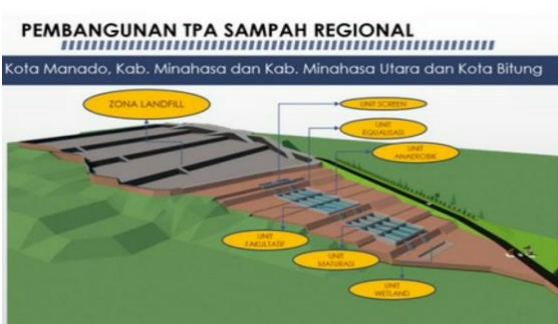 PEMBANGUNAN TPA SAMPAH REGIONAL
Kota Manado, Kab. Minahasa dan Kab. Minahasa Utara dan Kota Bitung
ZONA LANDFILL
UNIT SCREEN
UNIT
EQUALISASI
UNIT
ANAEROBIK
UNIT
FAKULTATIF
UNIT
MATURASI
UNIT
WETLAND